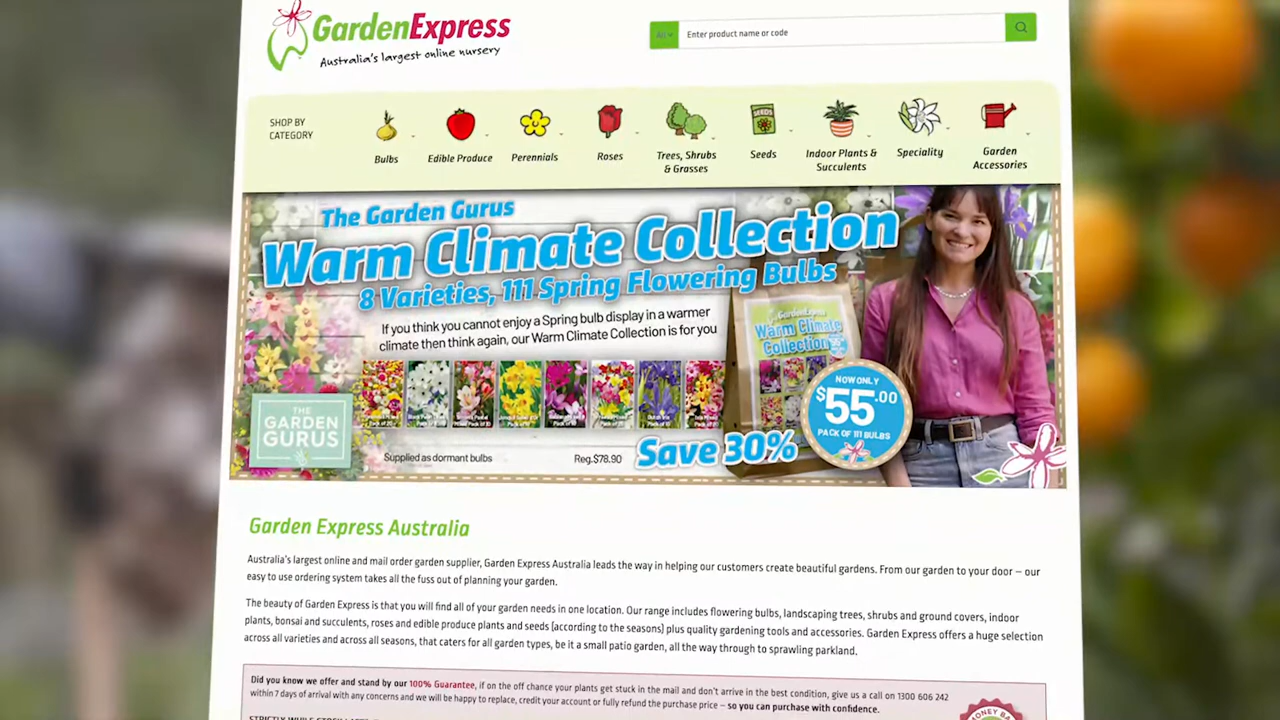 GardenExpress
Australia's largest online nursery
All
Enter product name or code
SHOP BY
CATEGORY
Bulbs
Edible Produce
Perennials
Roses
Trees, Shrubs
& Grasses
SEEDS
Seeds
Indoor Plants &
Succulents
Speciality
Garden
Accessories
The Garden Gurus
Warm Climate Collection
8 Varieties, 111 Spring Flowering Bulbs
If you think you cannot enjoy a Spring bulb display in a warmer
climate then think again, our Warm Climate Collection is for you
GardenExpress
Warm Climate
Collection
THE
GARDEN
GURUS
NOW ONLY
$55.00
PACK OF 111 BULBS
Supplied as dormant bulbs
Reg.$78.90
Save 30%
Garden Express Australia
Australia's largest online and mail order garden supplier, Garden Express Australia leads the way in helping our customers create beautiful gardens. From our garden to your door – our
easy to use ordering system takes all the fuss out of planning your garden.
The beauty of Garden Express is that you will find all of your garden needs in one location. Our range includes flowering bulbs, landscaping trees, shrubs and ground covers, indoor
plants, bonsai and succulents, roses and edible produce plants and seeds (according to the seasons) plus quality gardening tools and accessories. Garden Express offers a huge selection
across all varieties and across all seasons, that caters for all garden types, be it a small patio garden, all the way through to sprawling parkland.
Did you know we offer and stand by our 100% Guarantee, if on the off chance your plants get stuck in the mail and don't arrive in the best condition, give us a call on 1300 606 242
within 7 days of arrival with any concerns and we will be happy to replace, credit your account or fully refund the purchase price – so you can purchase with confidence.